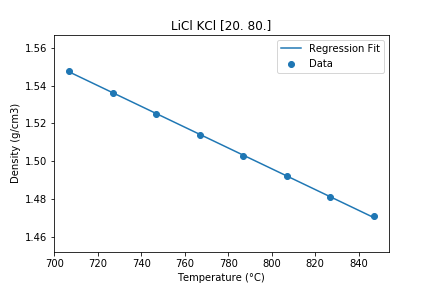 LiCl KCl [20. 80.]
Regression Fit
Data
Density (g/cm3)
1.56
1.54
1.52
1.50
1.48
1.46
700 720 740 760 780 800 820 840
Temperature (°C)